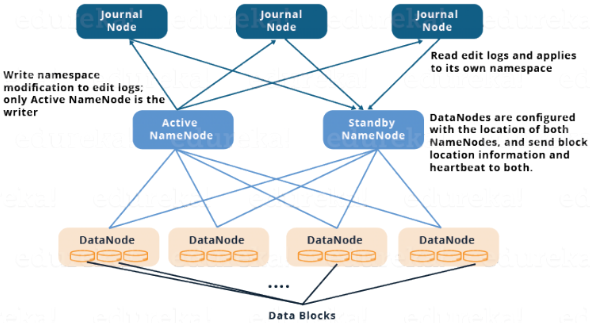 Journal
Node
Journal
Node
Journal
Node
Write namespace
modification to edit logs;
only Active NameNode is the
writer
Read edit logs and applies
to its own namespace
Active
NameNode
Standby
NameNode
DataNodes are configured
with the location of both
NameNodes, and send block
location information and
heartbeat to both.
DataNode
DataNode
DataNode
DataNode
....
Data Blocks